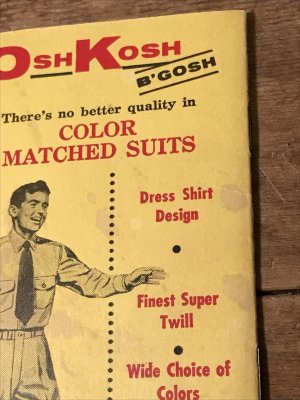 OshKosh
B'GOSH
There's no better quality in
COLOR
MATCHED SUITS
Dress Shirt
Design
•
Finest Super
Twill
•
Wide Choice of
Colors